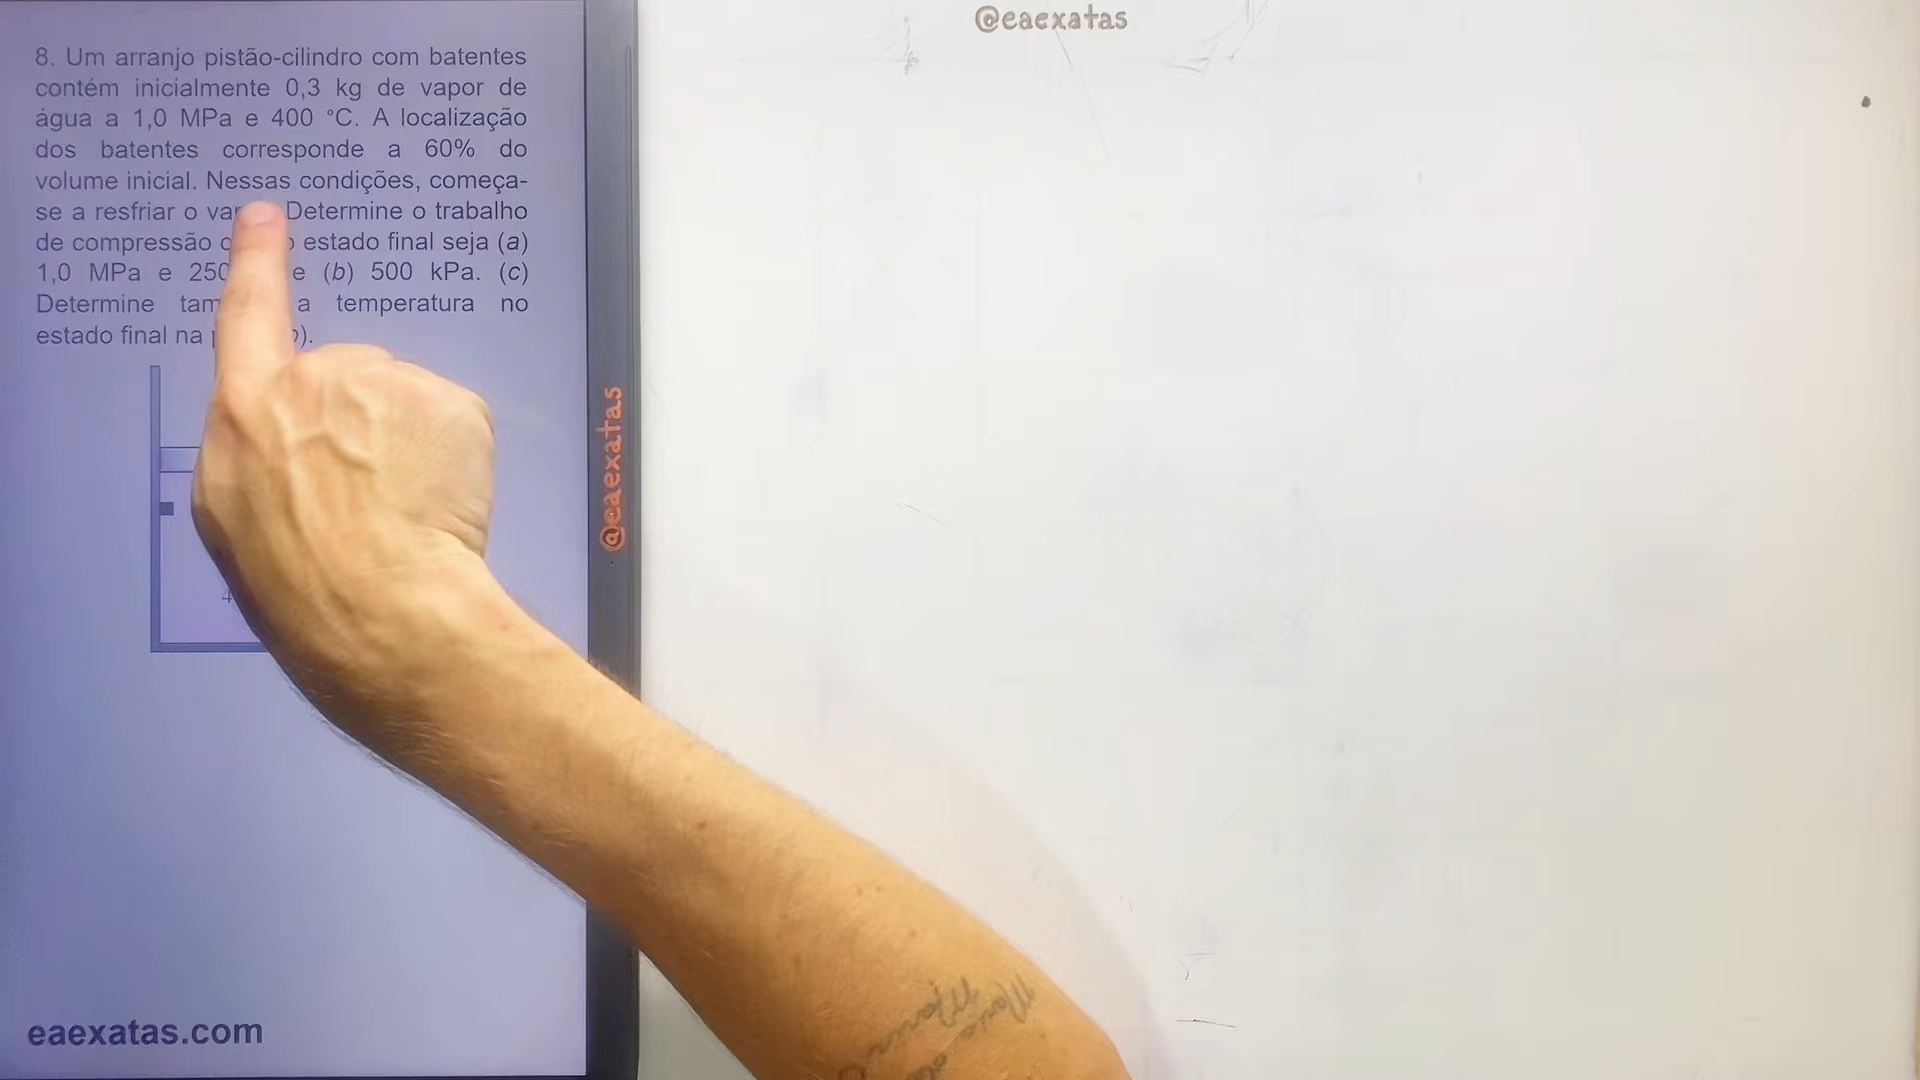 @eaexatas
8. Um arranjo pistão-cilindro com batentes
contém inicialmente 0,3 kg de vapor de
água a 1,0 MPa e 400 °C. A localização
dos batentes corresponde a 60% do
volume inicial. Nessas condições, começa-
se a resfriar o Determine o trabalho
de compressão estado final seja (a)
1,0 MPa e 250 e (b) 500 kPa. (c)
Determine a temperatura no
estado final na
@eaexatas
eaexatas.com